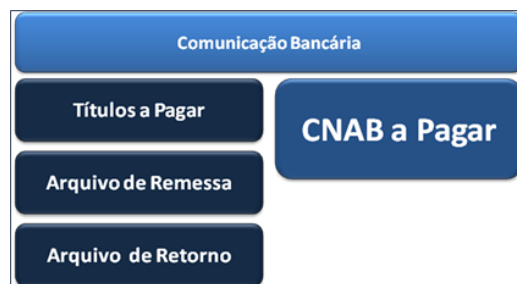 Comunicação Bancária
Títulos a Pagar
CNAB a Pagar
Arquivo de Remessa
Arquivo de Retorno